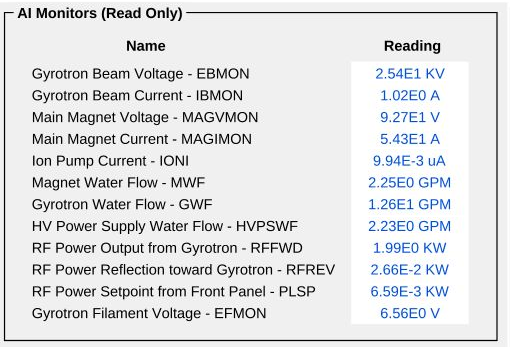 AI Monitors (Read Only)
Name Reading
Gyrotron Beam Voltage - EBMON 2.54E1 KV
Gyrotron Beam Current - IBMON 1.02E0 A
Main Magnet Voltage - MAGVMON 9.27E1 V
Main Magnet Current - MAGIMON 5.43E1 A
Ion Pump Current - IONI 9.94E-3 uA
Magnet Water Flow - MWF 2.25E0 GPM
Gyrotron Water Flow - GWF 1.26E1 GPM
HV Power Supply Water Flow - HVPSWF 2.23E0 GPM
RF Power Output from Gyrotron - RFFWD 1.99E0 KW
RF Power Reflection toward Gyrotron - RFREV 2.66E-2 KW
RF Power Setpoint from Front Panel - PLSP 6.59E-3 KW
Gyrotron Filament Voltage - EFMON 6.56E0 V